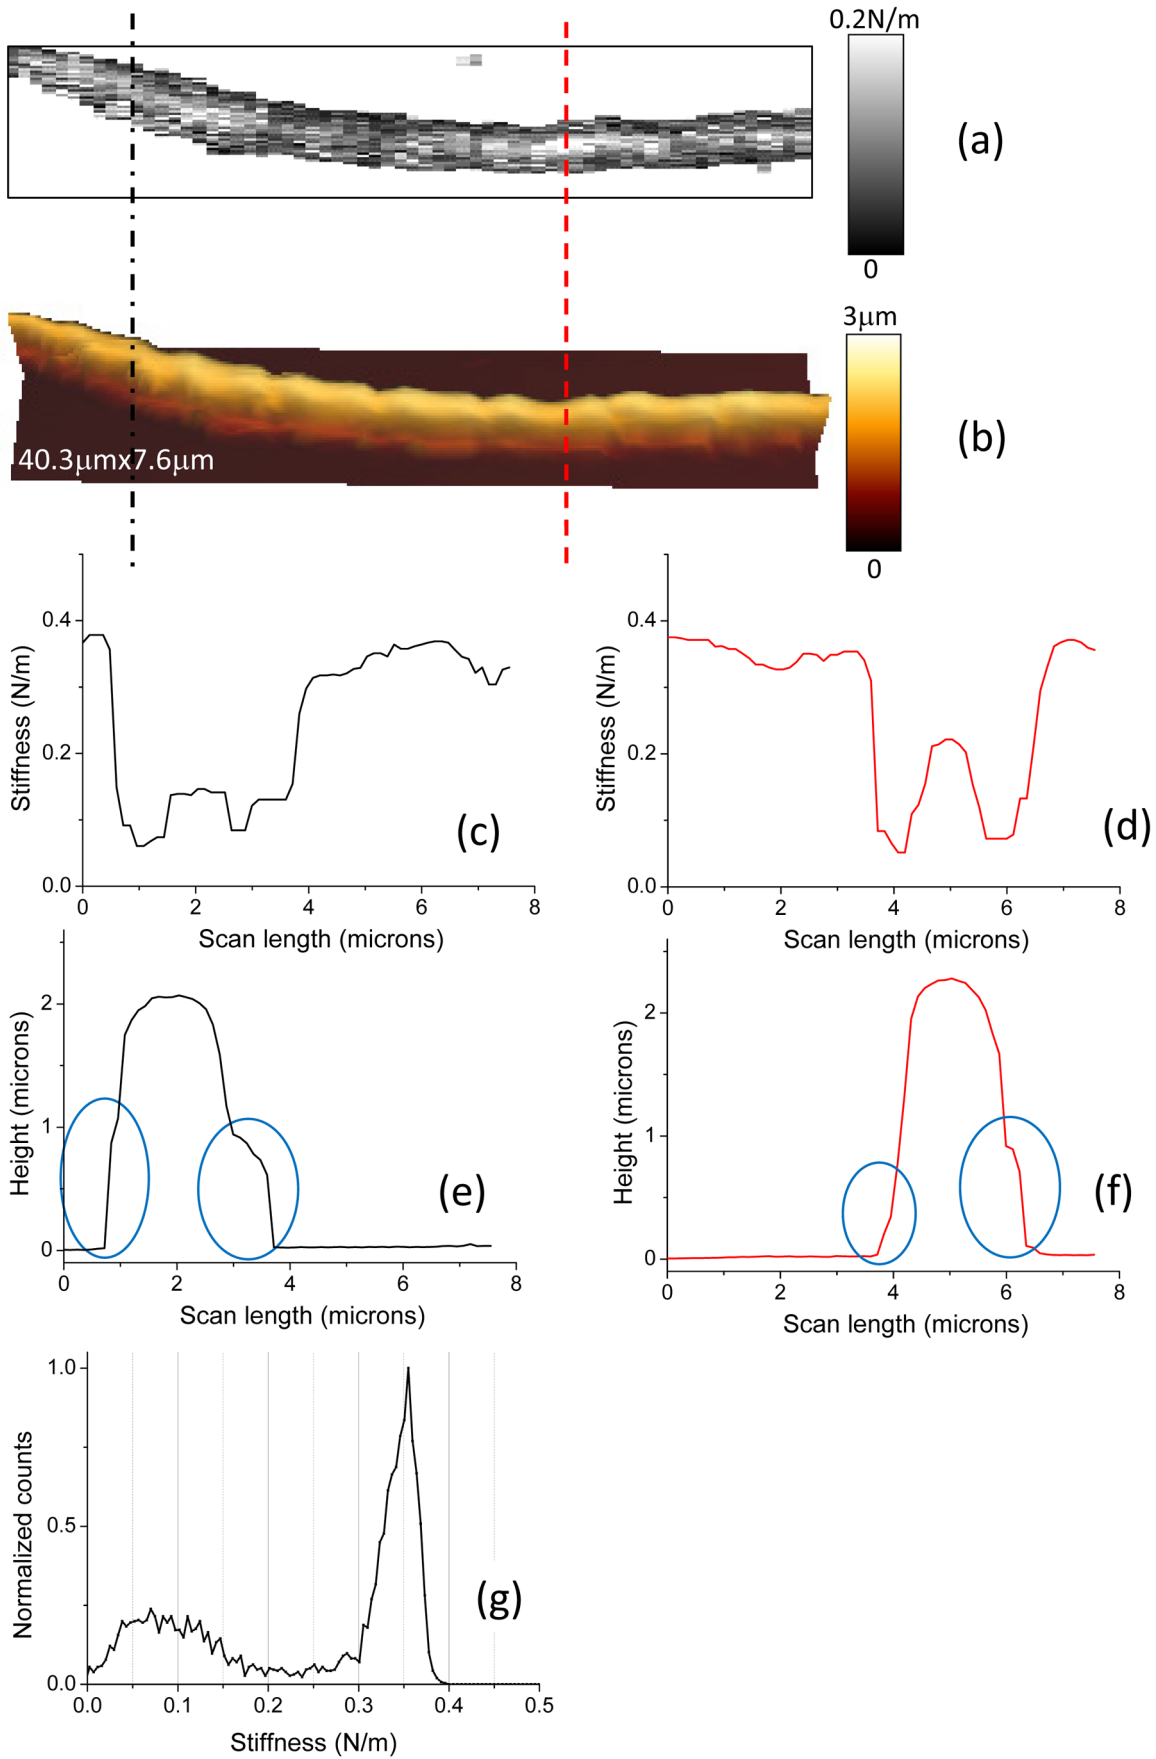 0.2N/m
(a)
0
3μm
(b)
40.3μmx7.6μm
0
0.4
0.2
0.0
Stiffness (N/m)
(c)
0 2 4 6 8
Scan length (microns)
0.4
0.2
0.0
Stiffness (N/m)
(d)
0 2 4 6 8
Scan length (microns)
2
1
0
Height (microns)
(e)
0 2 4 6 8
Scan length (microns)
2
1
0
Height (microns)
(f)
0 2 4 6 8
Scan length (microns)
1.0
0.5
0.0
Normalized counts
(g)
0.0 0.1 0.2 0.3 0.4 0.5
Stiffness (N/m)